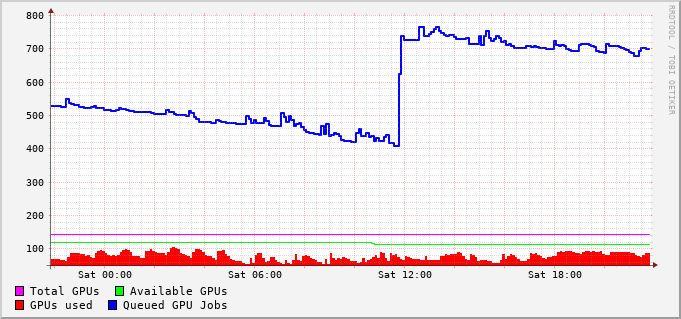 RRDTOOL / TOBI OETIKER
800
700
600
500
400
300
200
100
Sat 00:00 Sat 06:00 Sat 12:00 Sat 18:00
Total GPUs Available GPUs
GPUs used Queued GPU Jobs